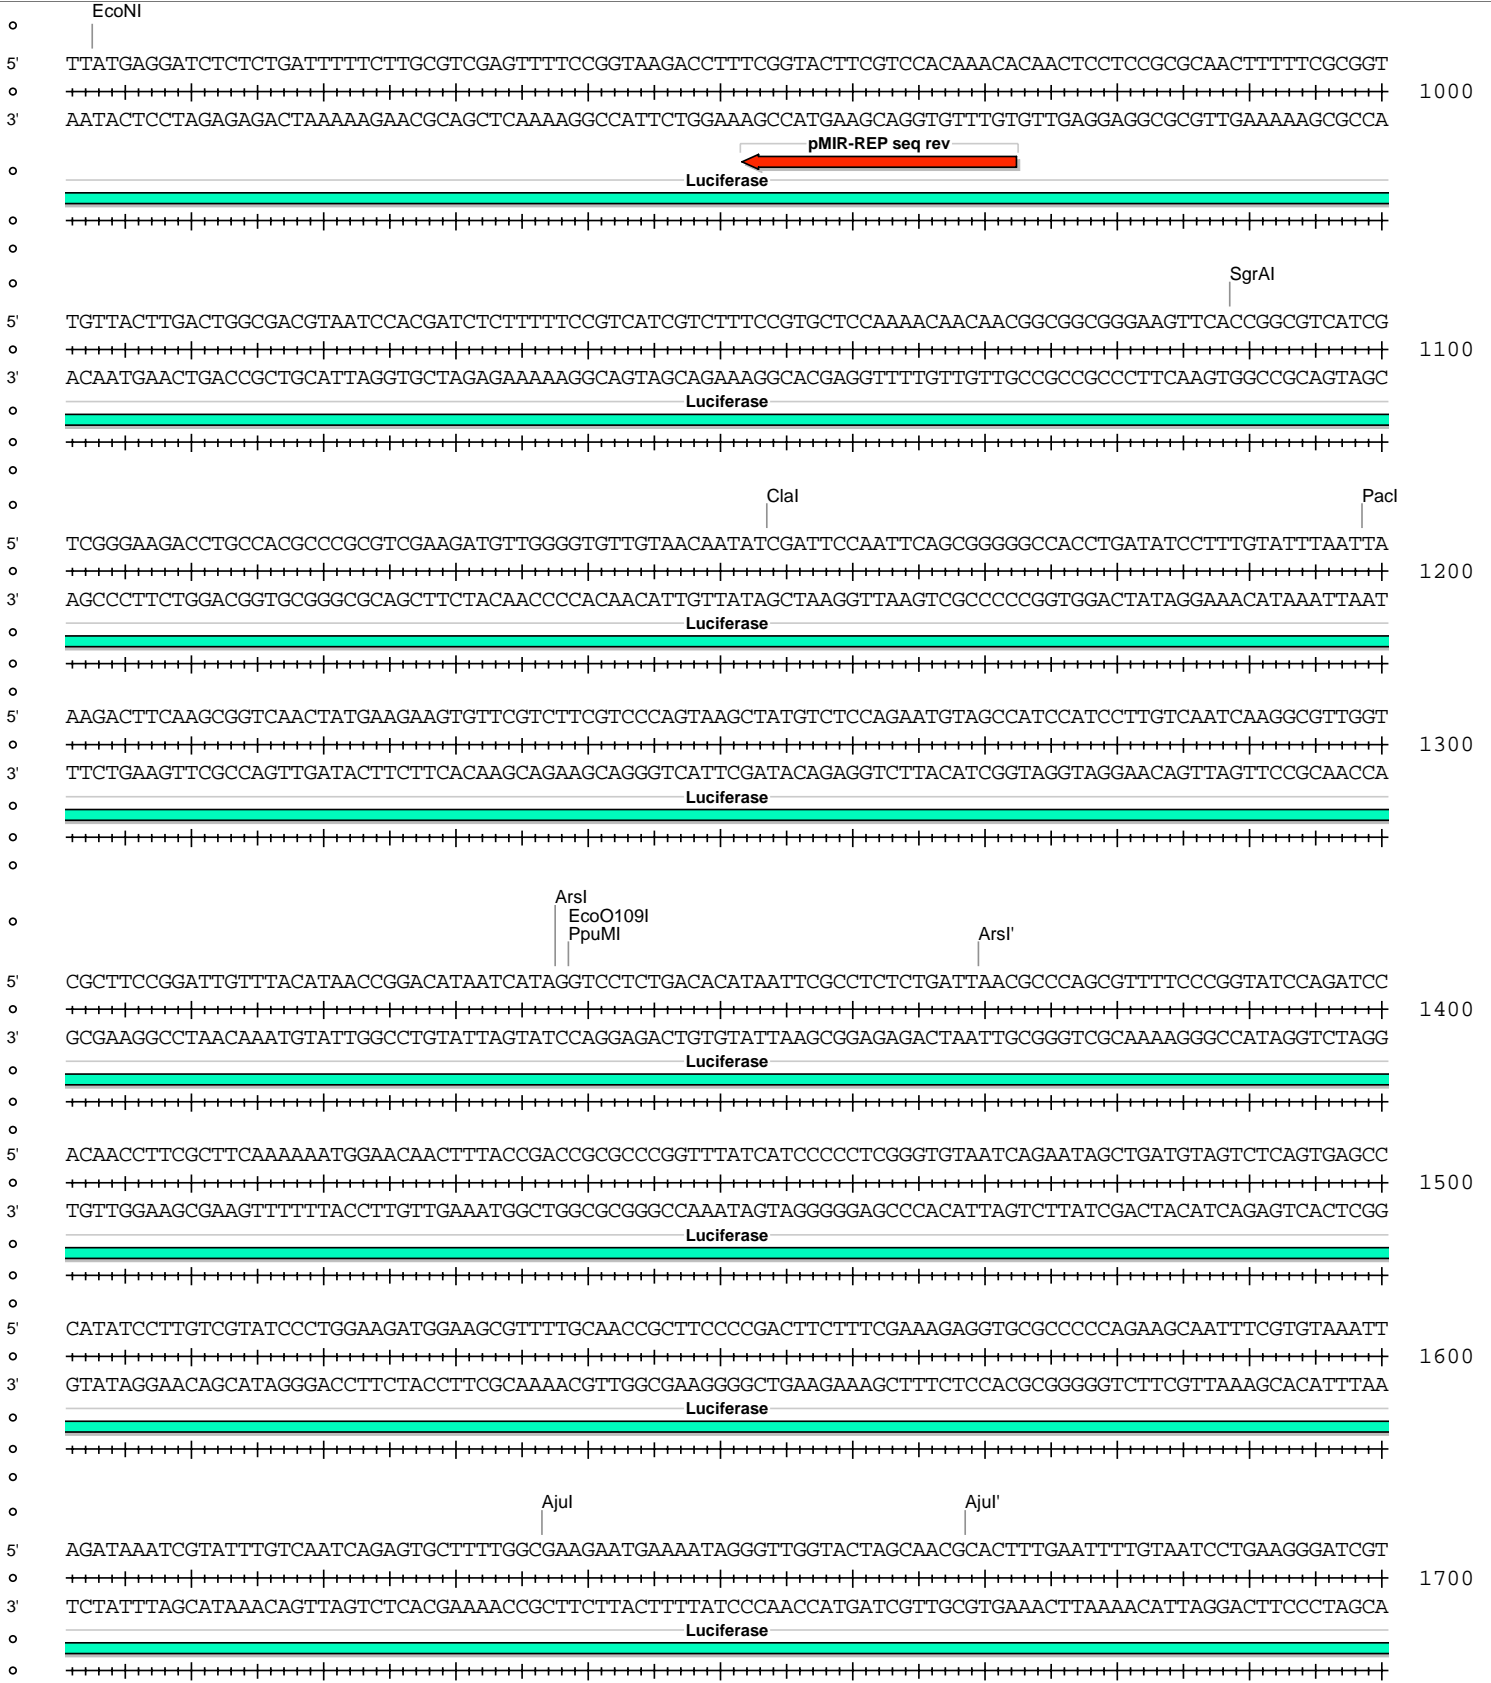 EcoNI
5' TTATGAGGATCTCTCTGATTTTTCTTGCGTCGAGTTTTCCGGTAAGACCTTTCGGTACTTCGTCCACAAACACAACTCCTCCGCGCAACTTTTTCGCGGT
1000
3' AATACTCCTAGAGAGACTAAAAAGAACGCAGCTCAAAAGGCCATTCTGGAAAGCCATGAAGCAGGTGTTTGTGTTGAGGAGGCGCGTTGAAAAAGCGCCA
pMIR-REP seq rev
Luciferase
SgrAI
5' TGTTACTTGACTGGCGACGTAATCCACGATCTCTTTTTCCGTCATCGTCTTTCCGTGCTCCAAAACAACAACGGCGGCGGGAAGTTCACCGGCGTCATCG
1100
3' ACAATGAACTGACCGCTGCATTAGGTGCTAGAGAAAAAGGCAGTAGCAGAAAGGCACGAGGTTTTGTTGTTGCCGCCGCCCTTCAAGTGGCCGCAGTAGC
Luciferase
ClaI PacI
5' TCGGGAAGACCTGCCACGCCCGCGTCGAAGATGTTGGGGTGTTGTAACAATATCGATTCCAATTCAGCGGGGGCCACCTGATATCCTTTGTATTTAATTA
1200
3' AGCCCTTCTGGACGGTGCGGGCGCAGCTTCTACAACCCCACAACATTGTTATAGCTAAGGTTAAGTCGCCCCCGGTGGACTATAGGAAACATAAATTAAT
Luciferase
5' AAGACTTCAAGCGGTCAACTATGAAGAAGTGTTCGTCTTCGTCCCAGTAAGCTATGTCTCCAGAATGTAGCCATCCATCCTTGTCAATCAAGGCGTTGGT
1300
3' TTCTGAAGTTCGCCAGTTGATACTTCTTCACAAGCAGAAGCAGGGTCATTCGATACAGAGGTCTTACATCGGTAGGTAGGAACAGTTAGTTCCGCAACCA
Luciferase
ArsI
EcoO109I
PpuMI ArsI'
5' CGCTTCCGGATTGTTTACATAACCGGACATAATCATAGGTCCTCTGACACATAATTCGCCTCTCTGATTAACGCCCAGCGTTTTCCCGGTATCCAGATCC
1400
3' GCGAAGGCCTAACAAATGTATTGGCCTGTATTAGTATCCAGGAGACTGTGTATTAAGCGGAGAGACTAATTGCGGGTCGCAAAAGGGCCATAGGTCTAGG
Luciferase
5' ACAACCTTCGCTTCAAAAAATGGAACAACTTTACCGACCGCGCCCGGTTTATCATCCCCCTCGGGTGTAATCAGAATAGCTGATGTAGTCTCAGTGAGCC
1500
3' TGTTGGAAGCGAAGTTTTTTACCTTGTTGAAATGGCTGGCGCGGGCCAAATAGTAGGGGGAGCCCACATTAGTCTTATCGACTACATCAGAGTCACTCGG
Luciferase
5' CATATCCTTGTCGTATCCCTGGAAGATGGAAGCGTTTTGCAACCGCTTCCCCGACTTCTTTCGAAAGAGGTGCGCCCCCAGAAGCAATTTCGTGTAAATT
1600
3' GTATAGGAACAGCATAGGGACCTTCTACCTTCGCAAAACGTTGGCGAAGGGGCTGAAGAAAGCTTTCTCCACGCGGGGGTCTTCGTTAAAGCACATTTAA
Luciferase
AjuI AjuI'
5' AGATAAATCGTATTTGTCAATCAGAGTGCTTTTGGCGAAGAATGAAAATAGGGTTGGTACTAGCAACGCACTTTGAATTTTGTAATCCTGAAGGGATCGT
1700
3' TCTATTTAGCATAAACAGTTAGTCTCACGAAAACCGCTTCTTACTTTTATCCCAACCATGATCGTTGCGTGAAACTTAAAACATTAGGACTTCCCTAGCA
Luciferase